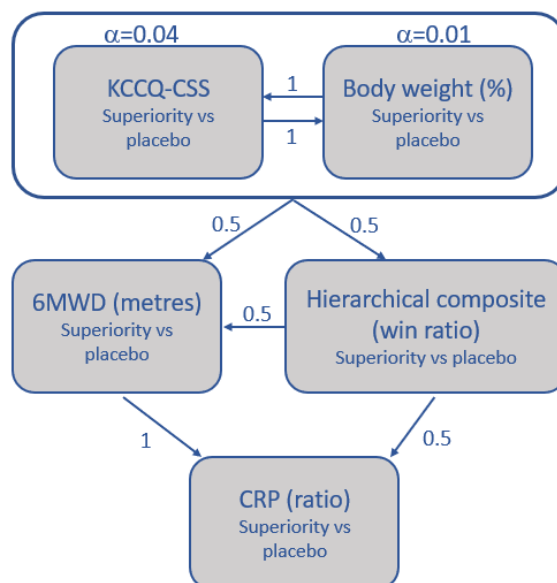 α=0.04
α=0.01
KCCQ-CSS
Superiority vs
placebo
1
1
Body weight (%)
Superiority vs
placebo
0.5
0.5
6MWD (metres)
Superiority vs
placebo
0.5
Hierarchical composite
(win ratio)
Superiority vs placebo
1
0.5
CRP (ratio)
Superiority vs
placebo